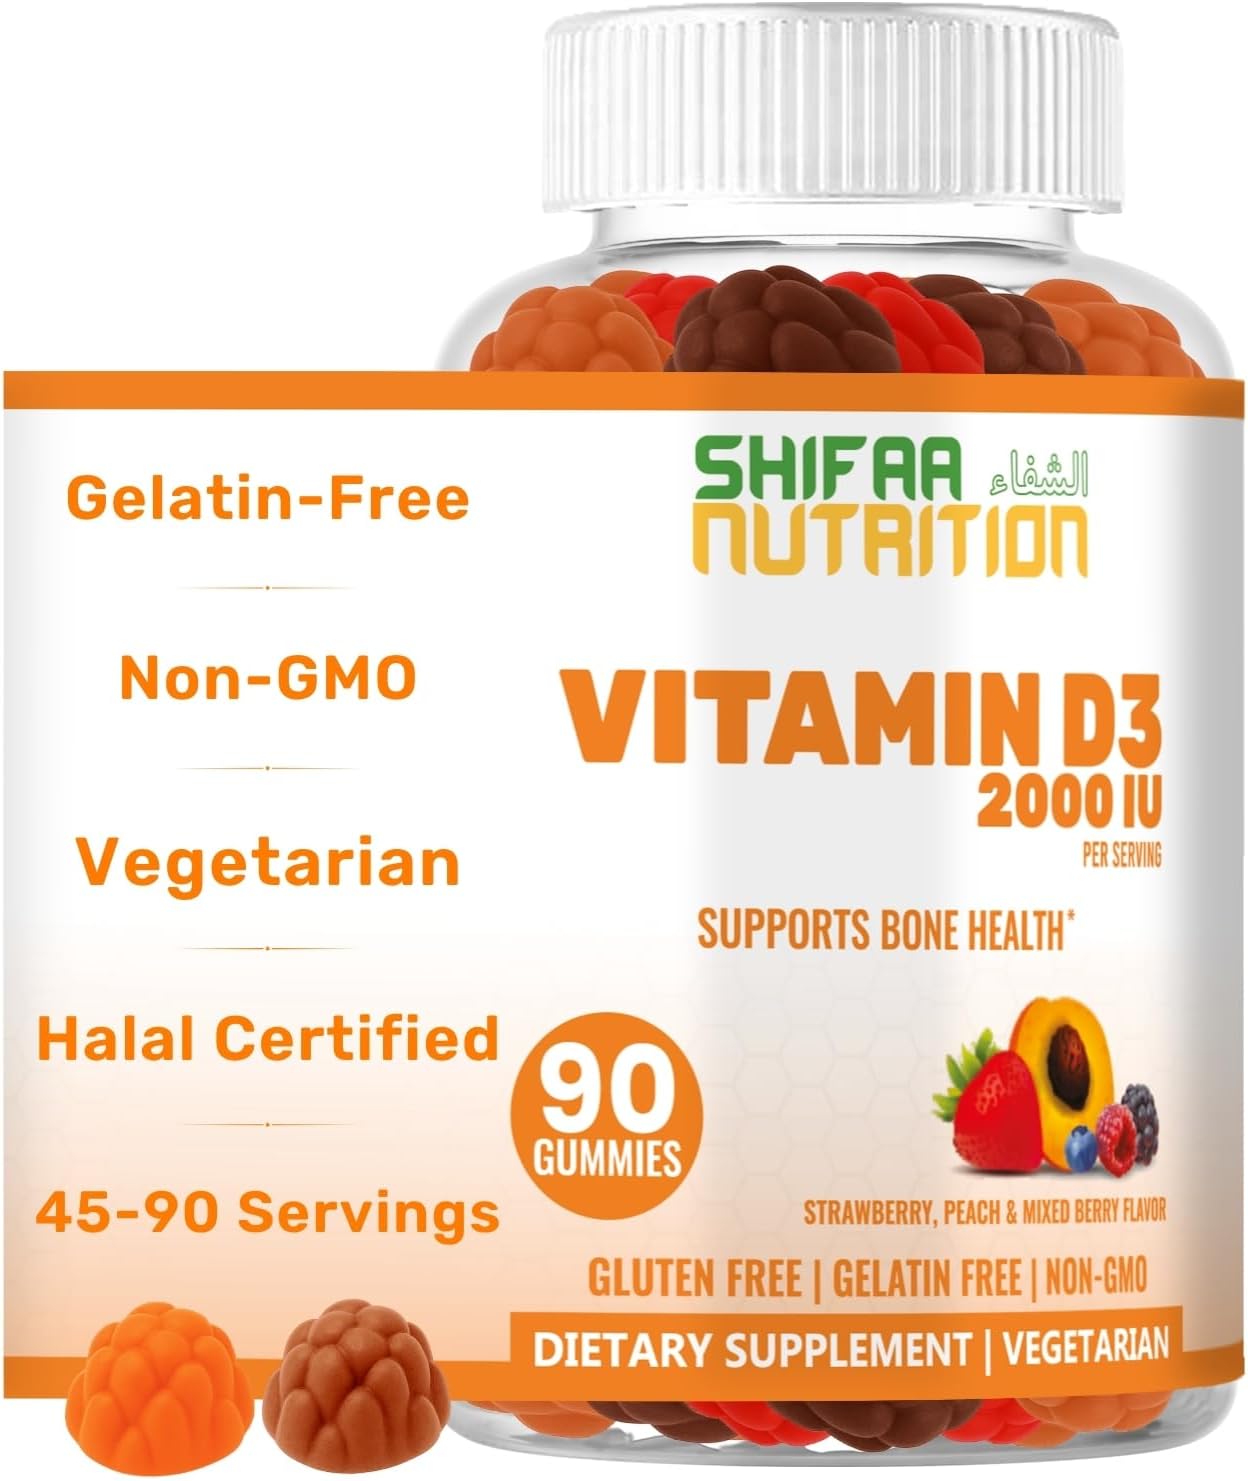 Gelatin-Free
Non-GMO
Vegetarian
Halal Certified
45-90 Servings
SHIFAA الشفاء
NUTRITION
VITAMIN D3
2000 IU
PER SERVING
SUPPORTS BONE HEALTH*
90
GUMMIES
STRAWBERRY, PEACH & MIXED BERRY FLAVOR
GLUTEN FREE | GELATIN FREE | NON-GMO
DIETARY SUPPLEMENT | VEGETARIAN